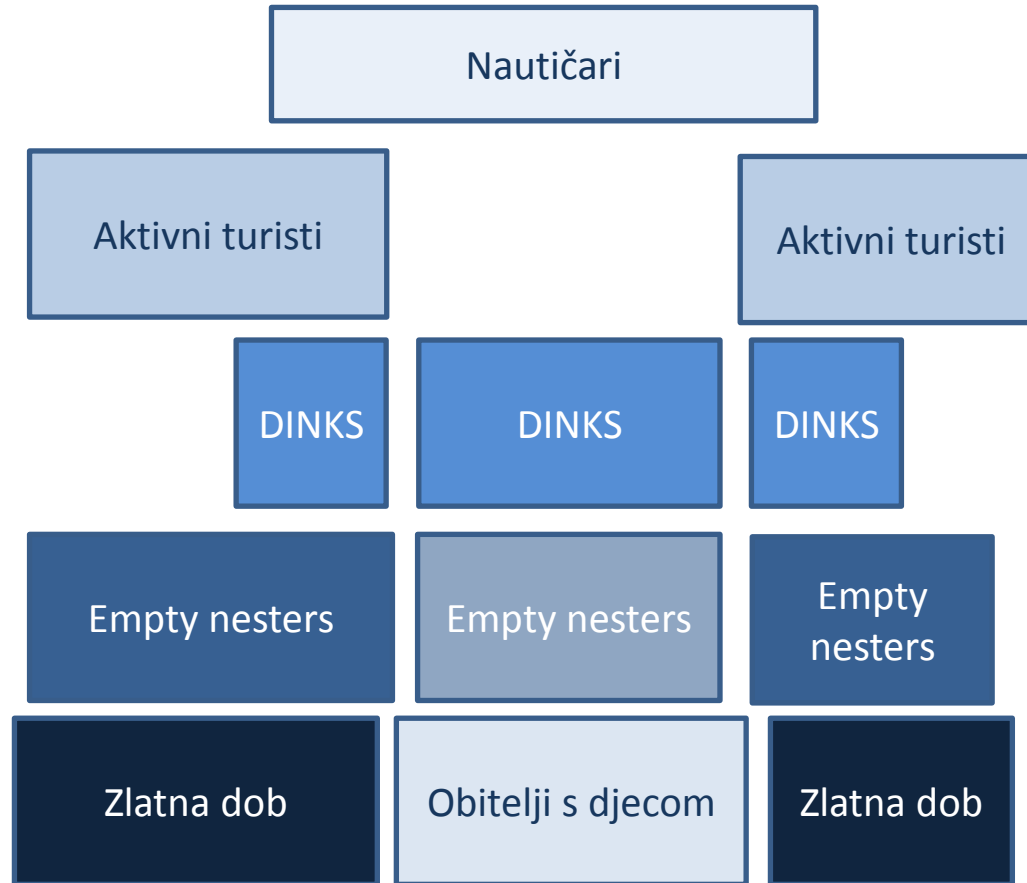 Nautičari
Aktivni turisti
Aktivni turisti
DINKS
DINKS
DINKS
Empty nesters
Empty nesters
Empty
nesters
Zlatna dob
Obitelji s djecom
Zlatna dob